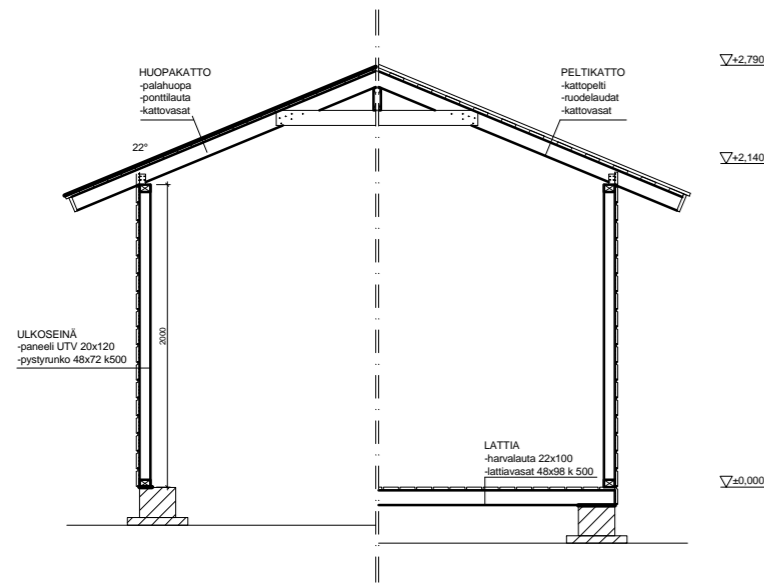 HUOPAKATTO
-palahuopa
-ponttilauta
-kattovasat
PELTIKATTO
-kattopelti
-ruodelaudat
-kattovasat
+2,790
22°
+2,140
2000
ULKOSEINÄ
-paneeli UTV 20x120
-pystyrunko 48x72 k500
LATTIA
-harvalauta 22x100
-lattiavasat 48x98 k 500
±0,000